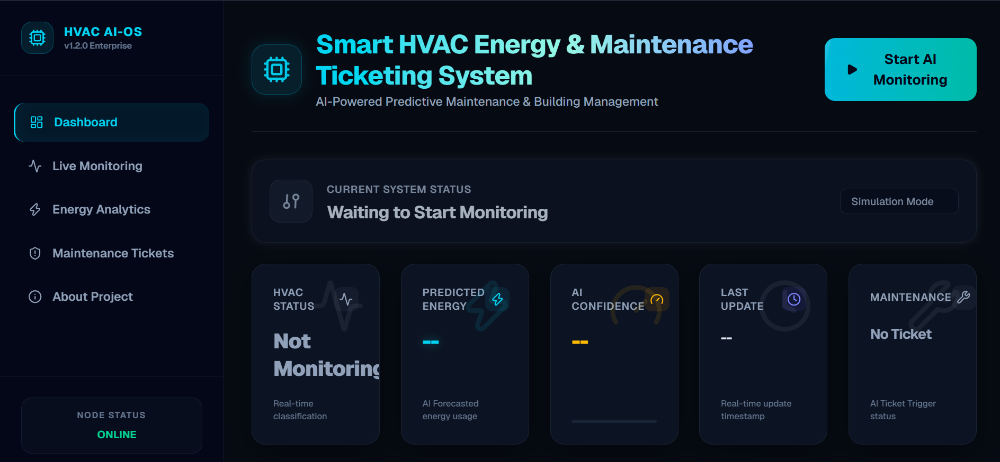 HVAC AI-OS
v1.2.0 Enterprise
Dashboard
Live Monitoring
Energy Analytics
Maintenance Tickets
About Project
NODE STATUS
ONLINE
Smart HVAC Energy & Maintenance
Ticketing System
AI-Powered Predictive Maintenance & Building Management
Start AI
Monitoring
CURRENT SYSTEM STATUS
Waiting to Start Monitoring
Simulation Mode
HVAC
STATUS
Not
Monitoring
Real-time
classification
PREDICTED
ENERGY
--
AI Forecasted
energy usage
AI
CONFIDENCE
--
LAST
UPDATE
--
Real-time update
timestamp
MAINTENANCE
No Ticket
AI Ticket Trigger
status